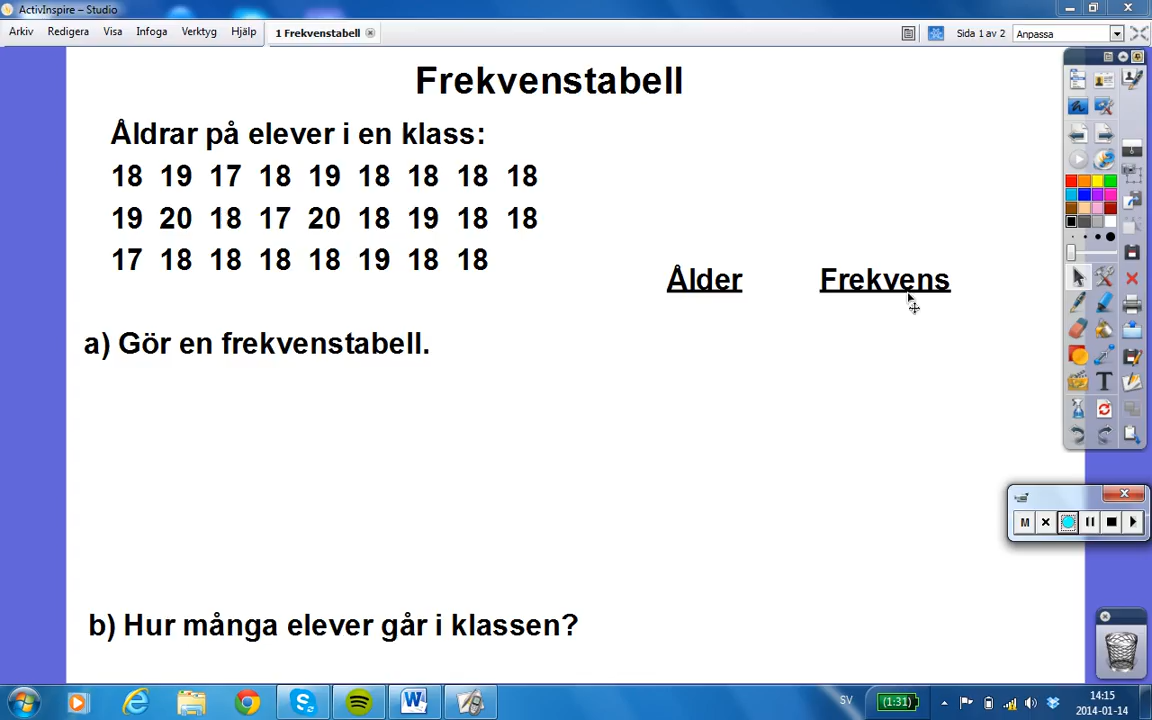 ActivInspire – Studio
Arkiv Redigera Visa Infoga Verktyg Hjälp 1 Frekvenstabell Sida 1 av 2 Anpassa
Frekvenstabell
Åldrar på elever i en klass:
18 19 17 18 19 18 18 18 18
19 20 18 17 20 18 19 18 18
17 18 18 18 18 19 18 18
Ålder Frekvens
a) Gör en frekvenstabell.
M
b) Hur många elever går i klassen?
SV (1:31) 14:15
2014-01-14